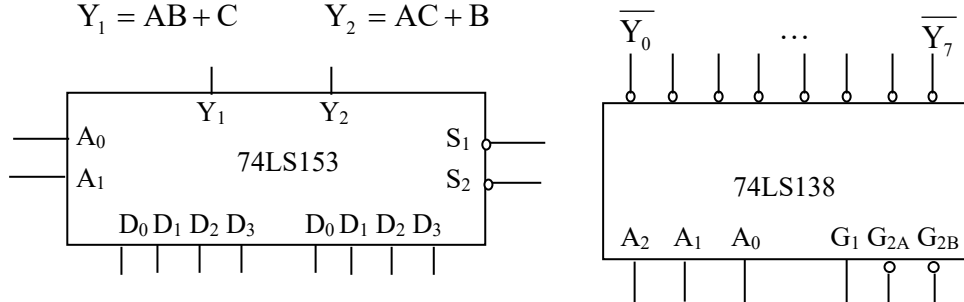 Y₁ = AB + C Y₂ = AC + B
Y₁ Y₂
A₀ S₁
74LS153
A₁ S₂
D₀ D₁ D₂ D₃ D₀ D₁ D₂ D₃
Y̅₀ … Y̅₇
74LS138
A₂ A₁ A₀ G₁ G₂A G₂B